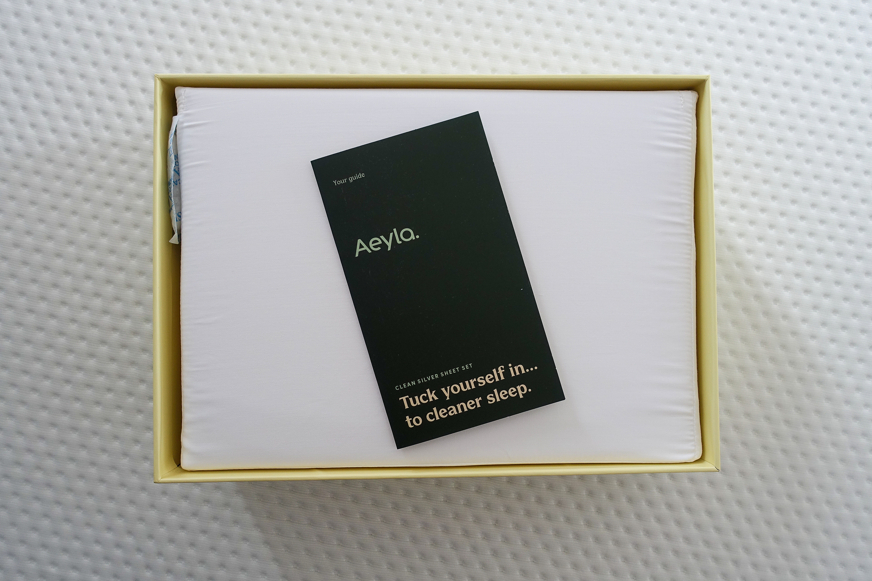 Your guide
Aeyla.
CLEAN SILVER SHEET SET
Tuck yourself in...
to cleaner sleep.